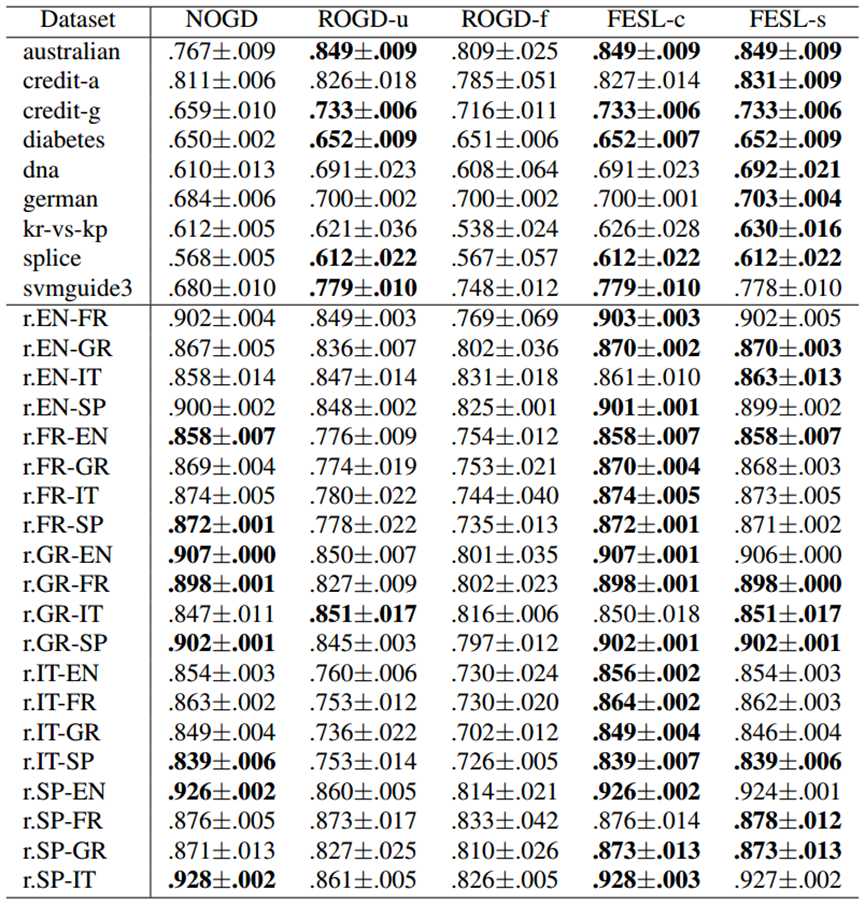 Dataset NOGD ROGD-u ROGD-f FESL-c FESL-s
australian .767±.009 .849±.009 .809±.025 .849±.009 .849±.009
credit-a .811±.006 .826±.018 .785±.051 .827±.014 .831±.009
credit-g .659±.010 .733±.006 .716±.011 .733±.006 .733±.006
diabetes .650±.002 .652±.009 .651±.006 .652±.007 .652±.009
dna .610±.013 .691±.023 .608±.064 .691±.023 .692±.021
german .684±.006 .700±.002 .700±.002 .700±.001 .703±.004
kr-vs-kp .612±.005 .621±.036 .538±.024 .626±.028 .630±.016
splice .568±.005 .612±.022 .567±.057 .612±.022 .612±.022
svmguide3 .680±.010 .779±.010 .748±.012 .779±.010 .778±.010
r.EN-FR .902±.004 .849±.003 .769±.069 .903±.003 .902±.005
r.EN-GR .867±.005 .836±.007 .802±.036 .870±.002 .870±.003
r.EN-IT .858±.014 .847±.014 .831±.018 .861±.010 .863±.013
r.EN-SP .900±.002 .848±.002 .825±.001 .901±.001 .899±.002
r.FR-EN .858±.007 .776±.009 .754±.012 .858±.007 .858±.007
r.FR-GR .869±.004 .774±.019 .753±.021 .870±.004 .868±.003
r.FR-IT .874±.005 .780±.022 .744±.040 .874±.005 .873±.005
r.FR-SP .872±.001 .778±.022 .735±.013 .872±.001 .871±.002
r.GR-EN .907±.000 .850±.007 .801±.035 .907±.001 .906±.000
r.GR-FR .898±.001 .827±.009 .802±.023 .898±.001 .898±.000
r.GR-IT .847±.011 .851±.017 .816±.006 .850±.018 .851±.017
r.GR-SP .902±.001 .845±.003 .797±.012 .902±.001 .902±.001
r.IT-EN .854±.003 .760±.006 .730±.024 .856±.002 .854±.003
r.IT-FR .863±.002 .753±.012 .730±.020 .864±.002 .862±.003
r.IT-GR .849±.004 .736±.022 .702±.012 .849±.004 .846±.004
r.IT-SP .839±.006 .753±.014 .726±.005 .839±.007 .839±.006
r.SP-EN .926±.002 .860±.005 .814±.021 .926±.002 .924±.001
r.SP-FR .876±.005 .873±.017 .833±.042 .876±.014 .878±.012
r.SP-GR .871±.013 .827±.025 .810±.026 .873±.013 .873±.013
r.SP-IT .928±.002 .861±.005 .826±.005 .928±.003 .927±.002